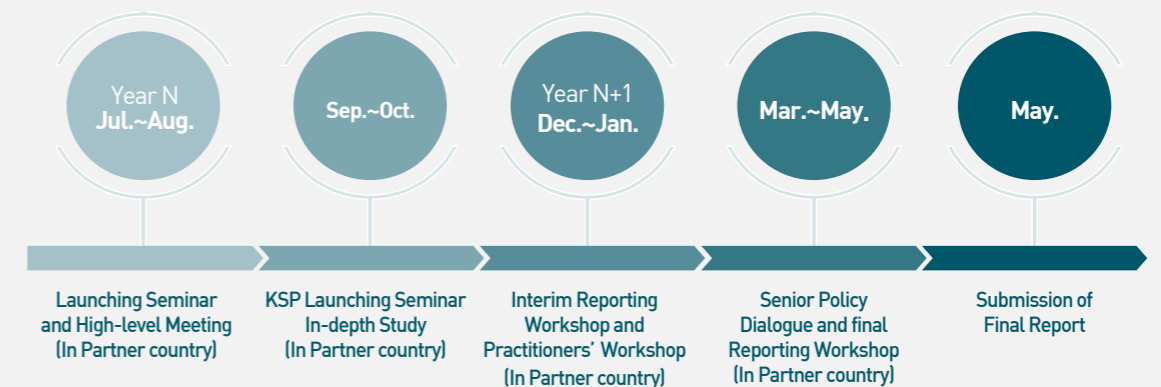 Year N
Jul.~Aug.
Sep.~Oct.
Year N+1
Dec.~Jan.
Mar.~May.
May.
Launching Seminar
and High-level Meeting
(In Partner country)
KSP Launching Seminar
In-depth Study
(In Partner country)
Interim Reporting
Workshop and
Practitioners’ Workshop
(In Partner country)
Senior Policy
Dialogue and final
Reporting Workshop
(In Partner country)
Submission of
Final Report